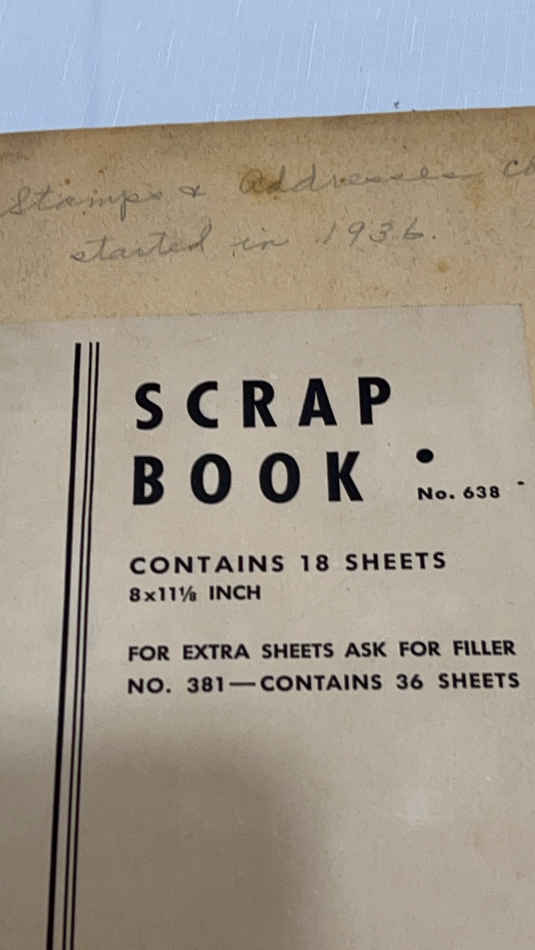 Stamps & Addresses
started in 1936.
SCRAP
BOOK •
No. 638
CONTAINS 18 SHEETS
8x11⅛ INCH
FOR EXTRA SHEETS ASK FOR FILLER
NO. 381—CONTAINS 36 SHEETS